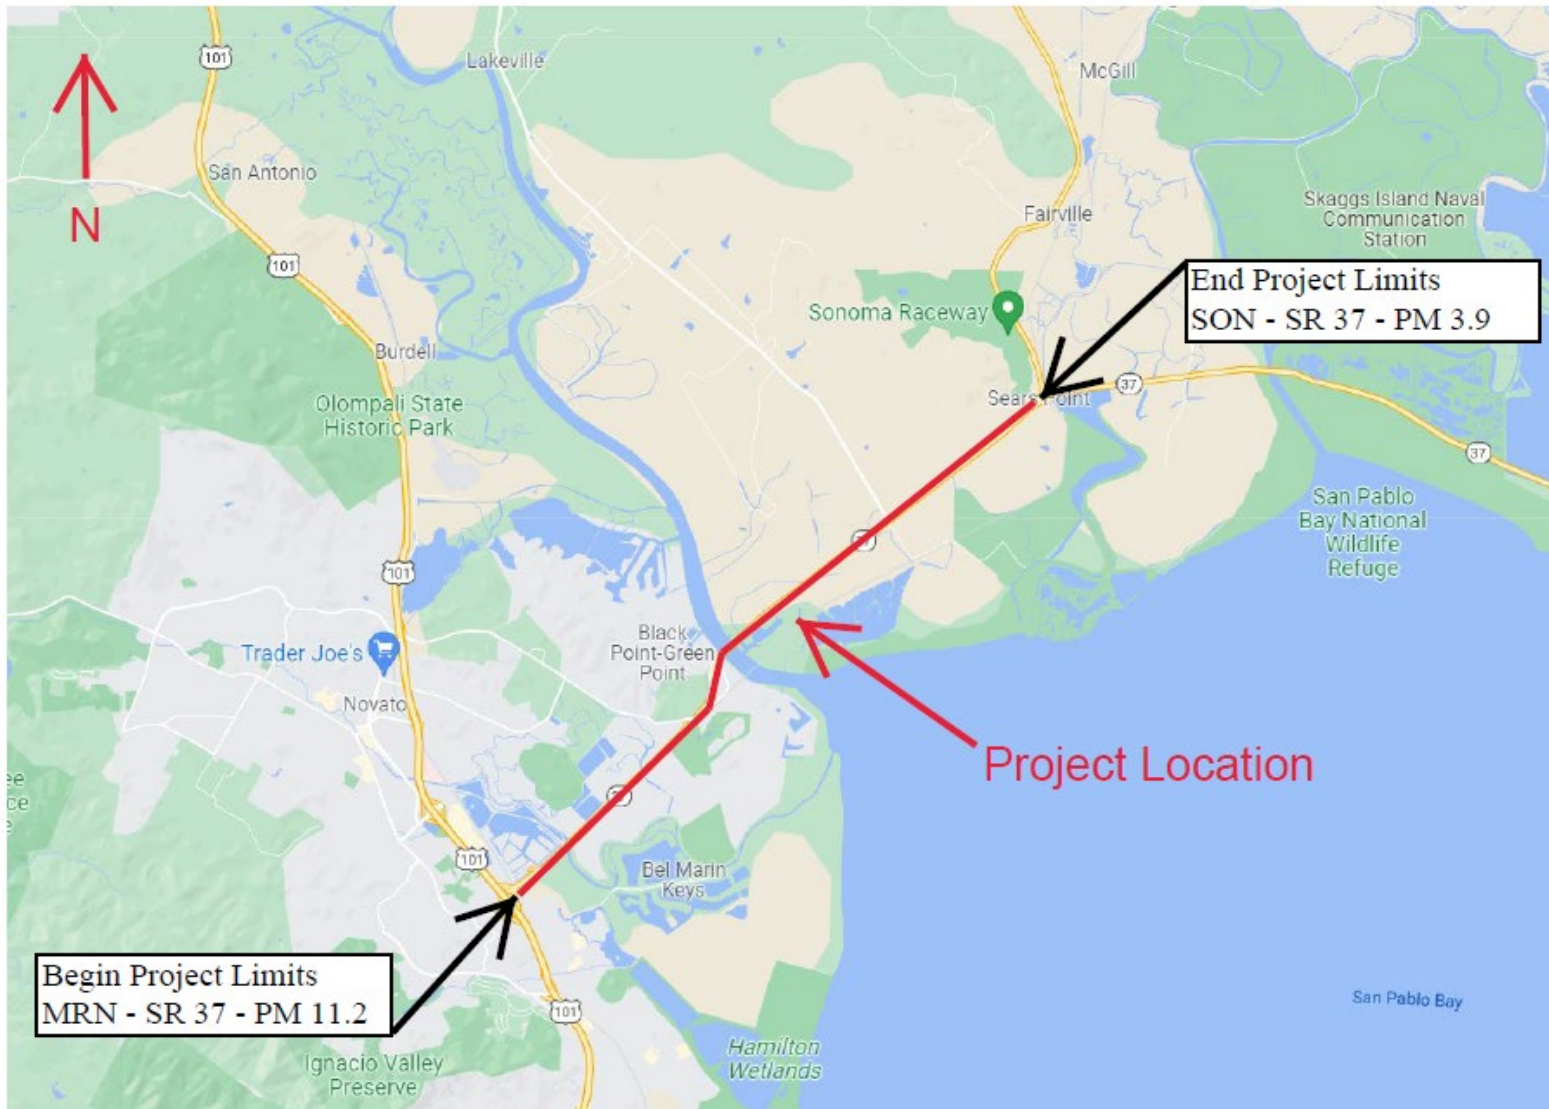 101
Lakeville
McGill
San Antonio
N
Skaggs Island Naval
Communication
Station
Fairville
101
End Project Limits
SON - SR 37 - PM 3.9
Sonoma Raceway
Burdell
37
Sears Point
Olompali State
Historic Park
37
San Pablo
Bay National
Wildlife
Refuge
37
101
Black
Point-Green
Point
Trader Joe's
Novato
Project Location
ee
ce
e
37
101
Bel Marin
Keys
Begin Project Limits
MRN - SR 37 - PM 11.2
San Pablo Bay
101
Hamilton
Wetlands
Ignacio Valley
Preserve